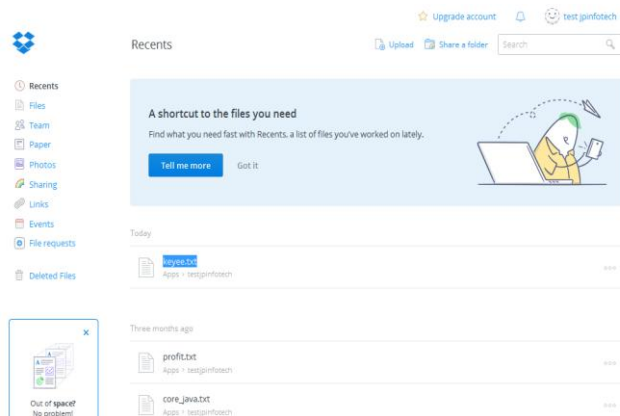 Upgrade account
test jpinfotech
Recents
Upload
Share a folder
Search
Recents
Files
Team
Paper
Photos
Sharing
Links
Events
File requests
Deleted Files
A shortcut to the files you need
Find what you need fast with Recents, a list of files you've worked on lately.
Tell me more
Got it
Today
keyee.txt
Apps › testjpinfotech
Three months ago
profit.txt
Apps › testjpinfotech
core_java.txt
Apps › testjpinfotech
Out of space?
No problem!